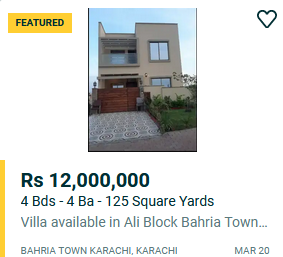 FEATURED
Rs 12,000,000
4 Bds - 4 Ba - 125 Square Yards
Villa available in Ali Block Bahria Town...
BAHRIA TOWN KARACHI, KARACHI MAR 20